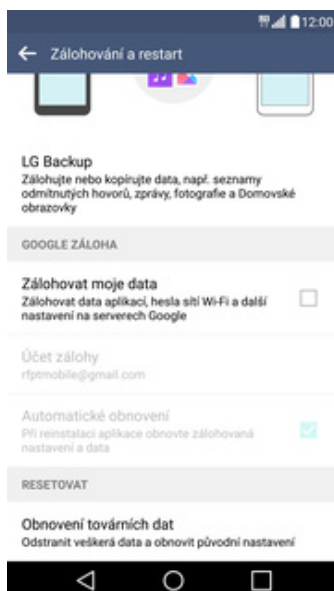 12:00
Zálohování a restart
LG Backup
Zálohujte nebo kopírujte data, např. seznamy
odmítnutých hovorů, zprávy, fotografie a Domovské
obrazovky
GOOGLE ZÁLOHA
Zálohovat moje data
Zálohovat data aplikací, hesla sítí Wi-Fi a další
nastavení na serverech Google
Účet zálohy
rfptmobile@gmail.com
Automatické obnovení
Při reinstalaci aplikace obnovte zálohovaná
nastavení a data
RESETOVAT
Obnovení továrních dat
Odstranit veškerá data a obnovit původní nastavení